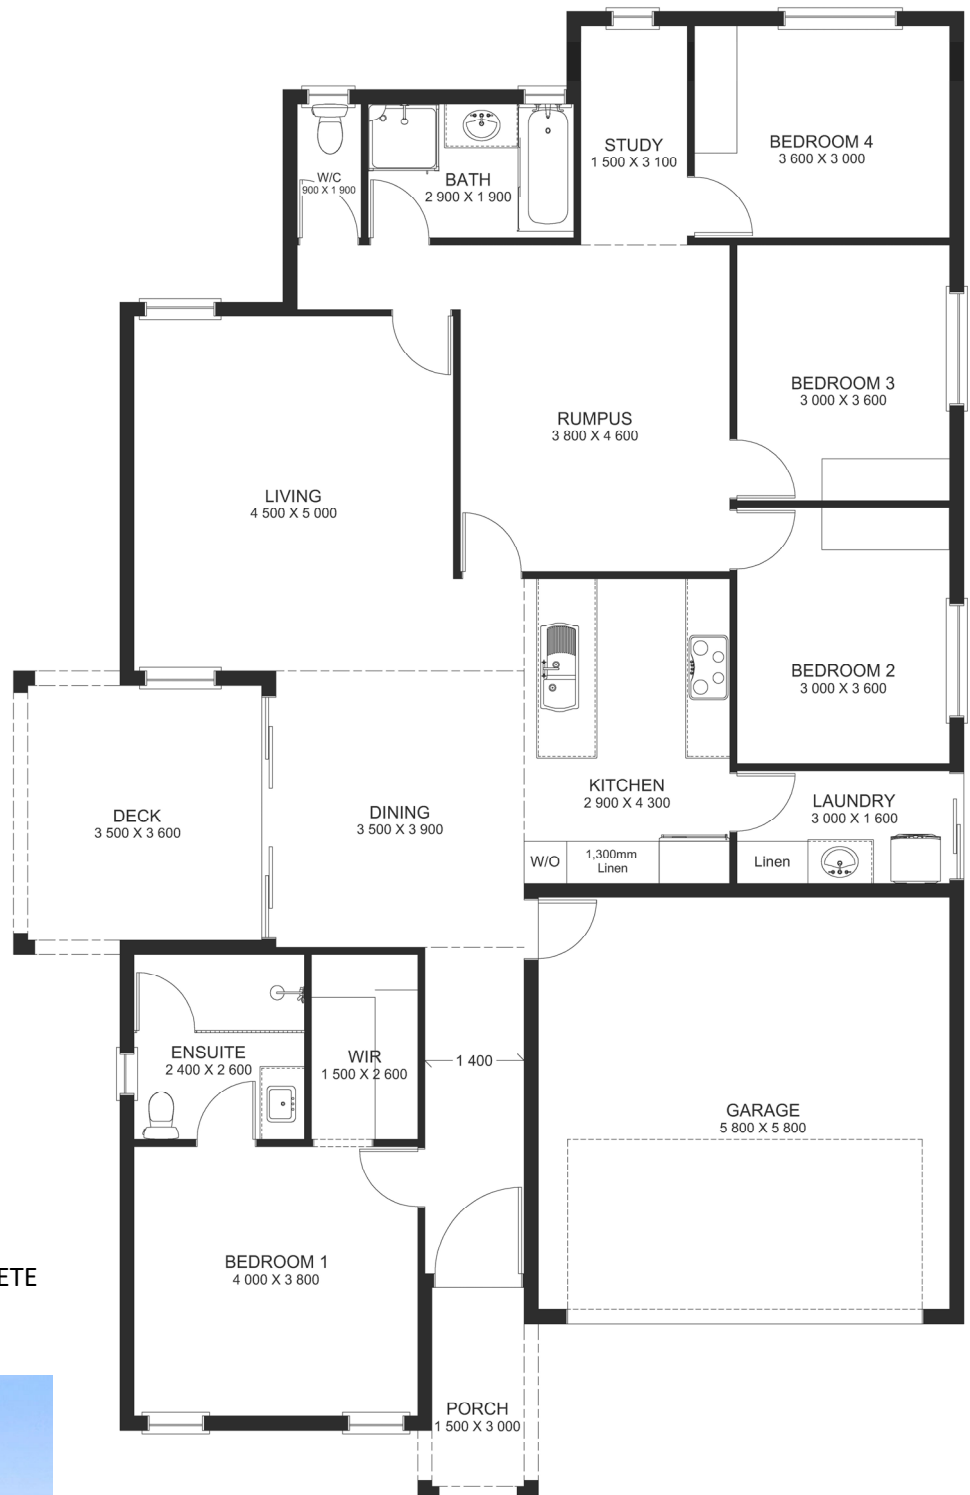 STUDY
1 500 X 3 100
BEDROOM 4
3 600 X 3 000
W/C
900 X 1 900
BATH
2 900 X 1 900
BEDROOM 3
3 000 X 3 600
RUMPUS
3 800 X 4 600
LIVING
4 500 X 5 000
BEDROOM 2
3 000 X 3 600
KITCHEN
2 900 X 4 300
LAUNDRY
3 000 X 1 600
DECK
3 500 X 3 600
DINING
3 500 X 3 900
W/O
1,300mm
Linen
Linen
ENSUITE
2 400 X 2 600
WIR
1 500 X 2 600
1 400
GARAGE
5 800 X 5 800
BEDROOM 1
4 000 X 3 800
ETE
PORCH
1 500 X 3 000